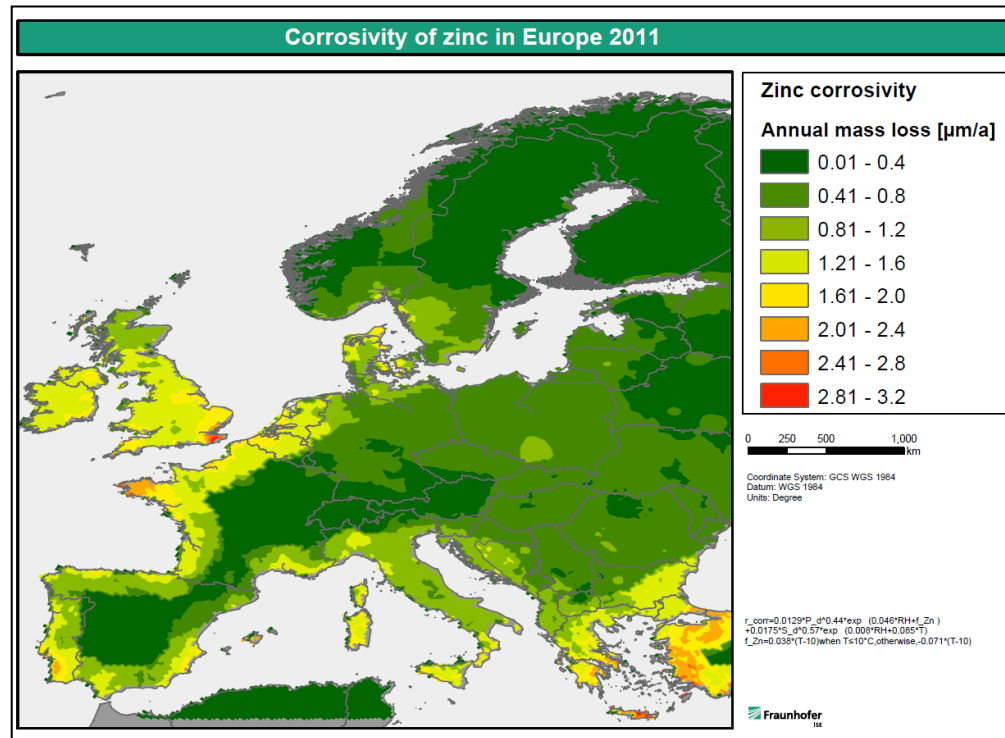 Corrosivity of zinc in Europe 2011
Zinc corrosivity
Annual mass loss [µm/a]
0.01 - 0.4
0.41 - 0.8
0.81 - 1.2
1.21 - 1.6
1.61 - 2.0
2.01 - 2.4
2.41 - 2.8
2.81 - 3.2
0 250 500 1,000
km
Coordinate System: GCS WGS 1984
Datum: WGS 1984
Units: Degree
r_corr=0.0129*P_d^0.44*exp (0.046*RH+f_Zn )
+0.0175*S_d^0.57*exp (0.008*RH+0.085*T)
f_Zn=0.038*(T-10)when T≤10°C,otherwise,-0.071*(T-10)
Fraunhofer
ISE